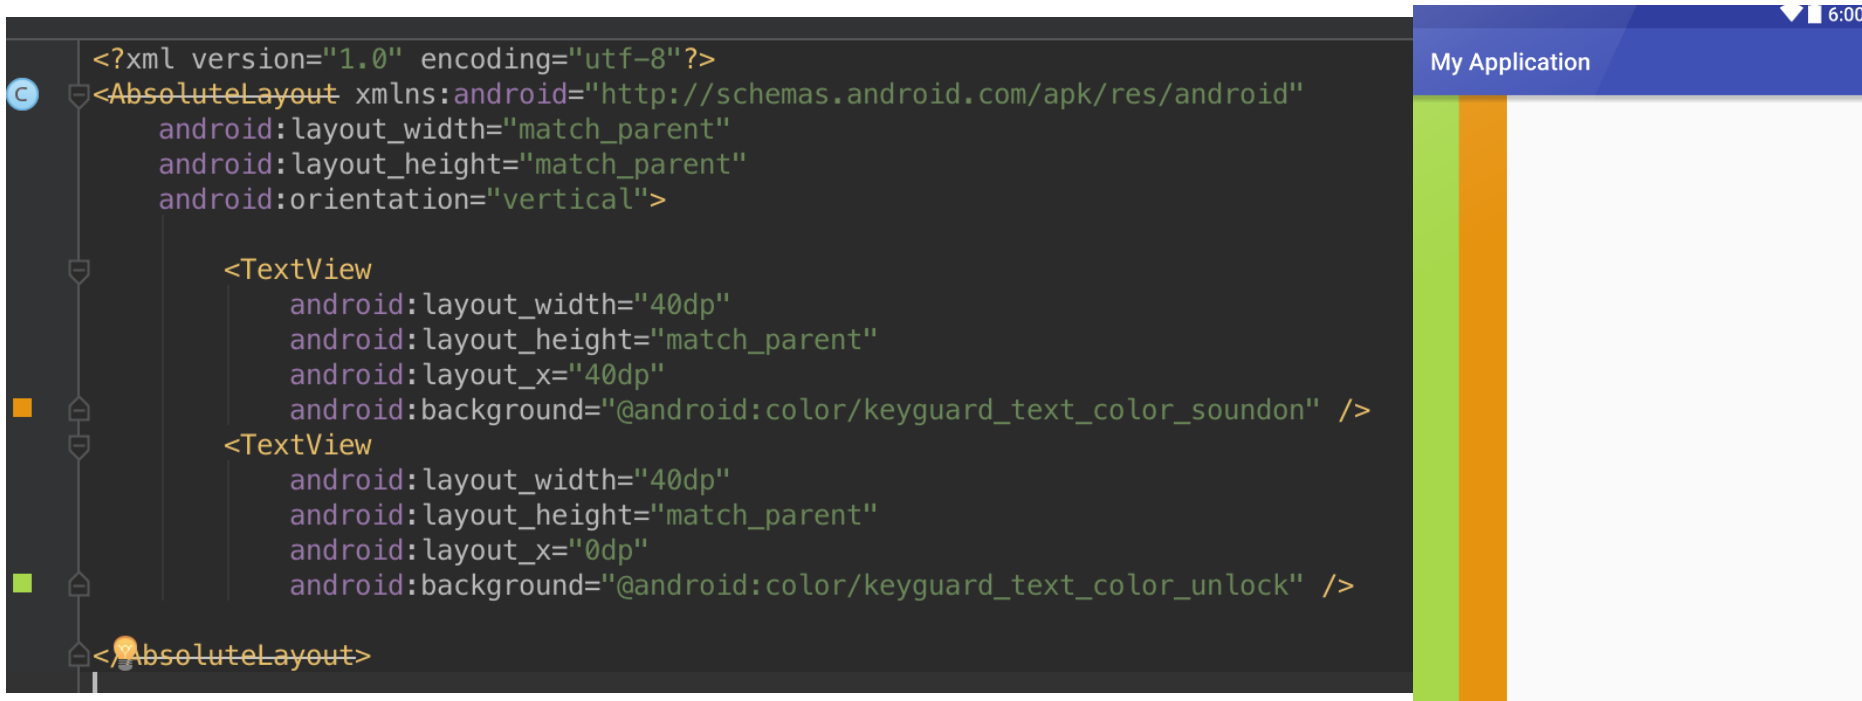 <?xml version="1.0" encoding="utf-8"?>
<AbsoluteLayout xmlns:android="http://schemas.android.com/apk/res/android"
android:layout_width="match_parent"
android:layout_height="match_parent"
android:orientation="vertical">
<TextView
android:layout_width="40dp"
android:layout_height="match_parent"
android:layout_x="40dp"
android:background="@android:color/keyguard_text_color_soundon" />
<TextView
android:layout_width="40dp"
android:layout_height="match_parent"
android:layout_x="0dp"
android:background="@android:color/keyguard_text_color_unlock" />
</AbsoluteLayout>
C
6:00
My Application